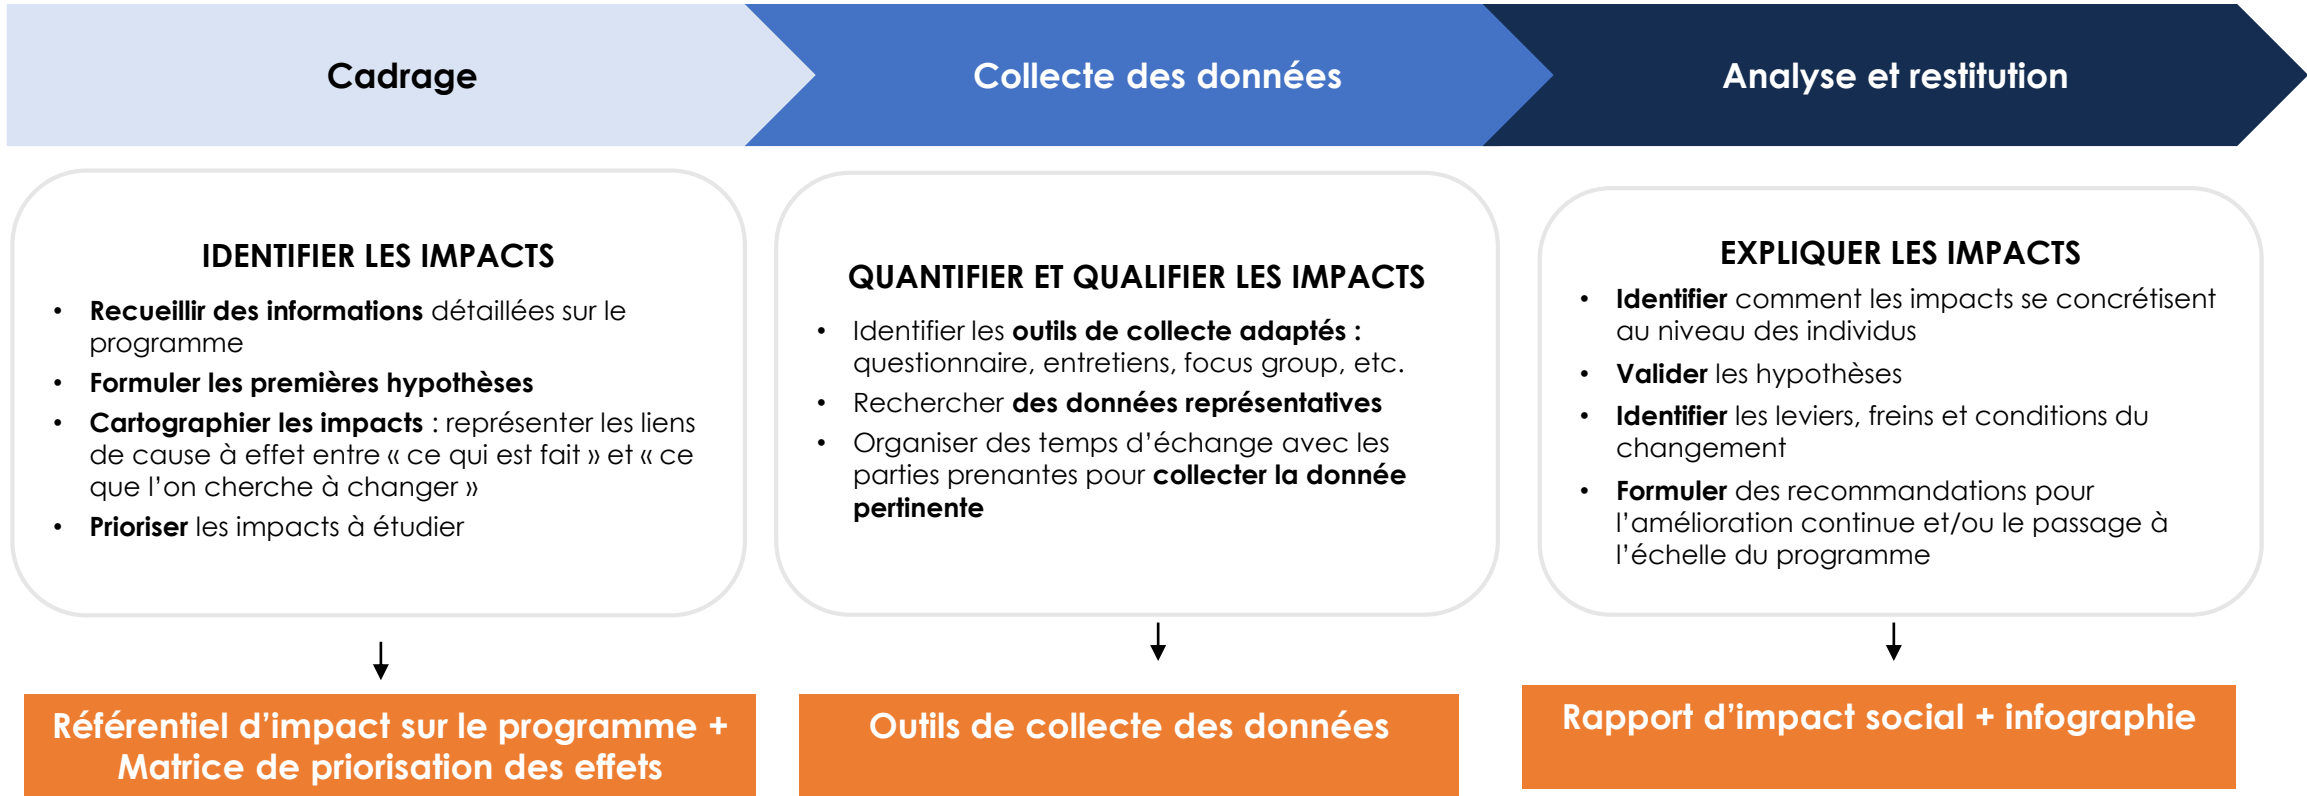 Cadrage
Collecte des données
Analyse et restitution
IDENTIFIER LES IMPACTS
• Recueillir des informations détaillées sur le
programme
• Formuler les premières hypothèses
• Cartographier les impacts : représenter les liens
de cause à effet entre « ce qui est fait » et « ce
que l’on cherche à changer »
• Prioriser les impacts à étudier
QUANTIFIER ET QUALIFIER LES IMPACTS
• Identifier les outils de collecte adaptés :
questionnaire, entretiens, focus group, etc.
• Rechercher des données représentatives
• Organiser des temps d’échange avec les
parties prenantes pour collecter la donnée
pertinente
EXPLIQUER LES IMPACTS
• Identifier comment les impacts se concrétisent
au niveau des individus
• Valider les hypothèses
• Identifier les leviers, freins et conditions du
changement
• Formuler des recommandations pour
l’amélioration continue et/ou le passage à
l’échelle du programme
Référentiel d’impact sur le programme +
Matrice de priorisation des effets
Outils de collecte des données
Rapport d’impact social + infographie